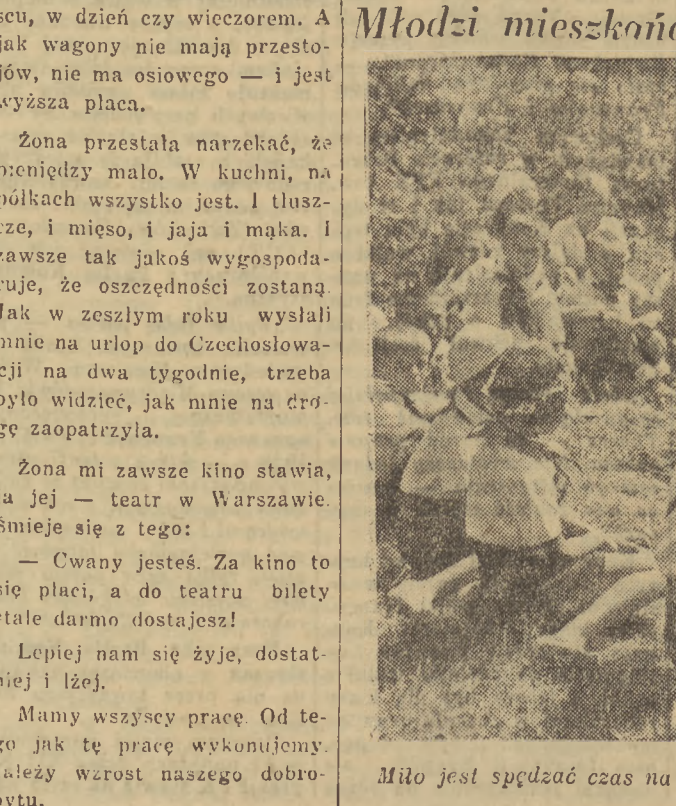 scu, w dzień czy wieczorem. A
jak wagony nie mają przesto-
jów, nie ma osiowego — i jest
wyższa płaca.
Żona przestała narzekać, że
pieniędzy mało. W kuchni, na
półkach wszystko jest. I tłusz-
cze, i mięso, i jaja i mąka. I
zawsze tak jakoś wygospoda-
ruje, że oszczędności zostaną.
Jak w zeszłym roku wysłali
mnie na urlop do Czechosłowa-
cji na dwa tygodnie, trzeba
było widzieć, jak mnie na dro-
gę zaopatrzyła.
Żona mi zawsze kino stawia,
a jej — teatr w Warszawie.
Śmieje się z tego:
— Cwany jesteś. Za kino to
się płaci, a do teatru bilety
stale darmo dostajesz!
Lepiej nam się żyje, dostat-
niej i lżej.
Mamy wszyscy pracę. Od te-
go jak tę pracę wykonujemy.
zależy wzrost naszego dobro-
bytu.
Młodzi mieszkańc
Miło jest spędzać czas na